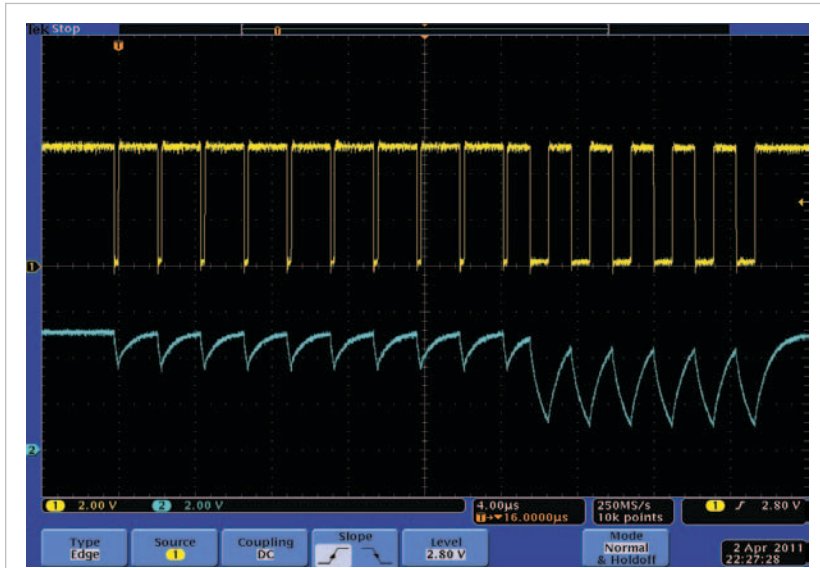 Tek Stop
T
T
1
2
1 2.00 V 2 2.00 V
4.00µs
T→▼16.0000µs
250MS/s
10k points
1 2.80 V
Type
Edge
Source
1
Coupling
DC
Slope
Level
2.80 V
Mode
Normal
& Holdoff
2 Apr 2011
22:27:28